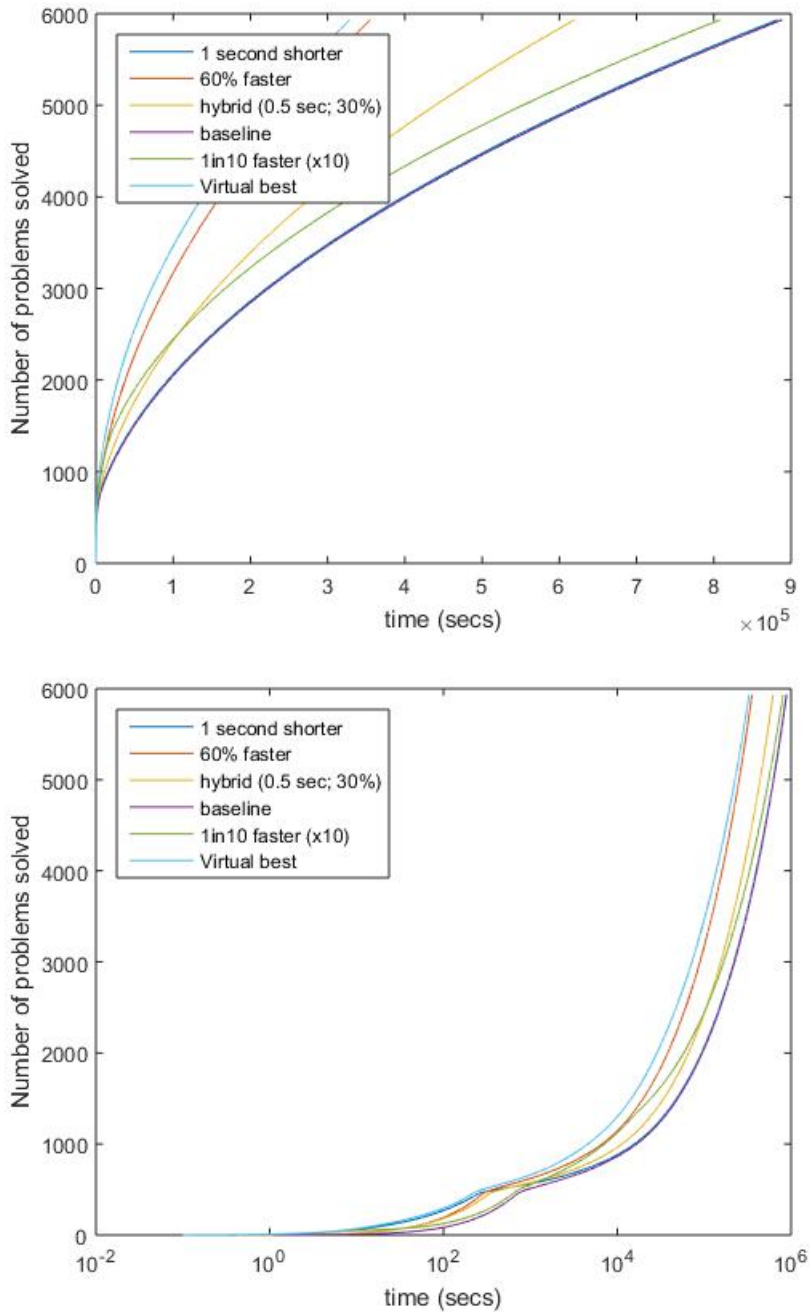 6000
5000
4000
3000
2000
1000
0
Number of problems solved
1 second shorter
60% faster
hybrid (0.5 sec; 30%)
baseline
1in10 faster (x10)
Virtual best
0 1 2 3 4 5 6 7 8 9
time (secs)
×10^5
6000
5000
4000
3000
2000
1000
0
Number of problems solved
1 second shorter
60% faster
hybrid (0.5 sec; 30%)
baseline
1in10 faster (x10)
Virtual best
10^-2 10^0 10^2 10^4 10^6
time (secs)